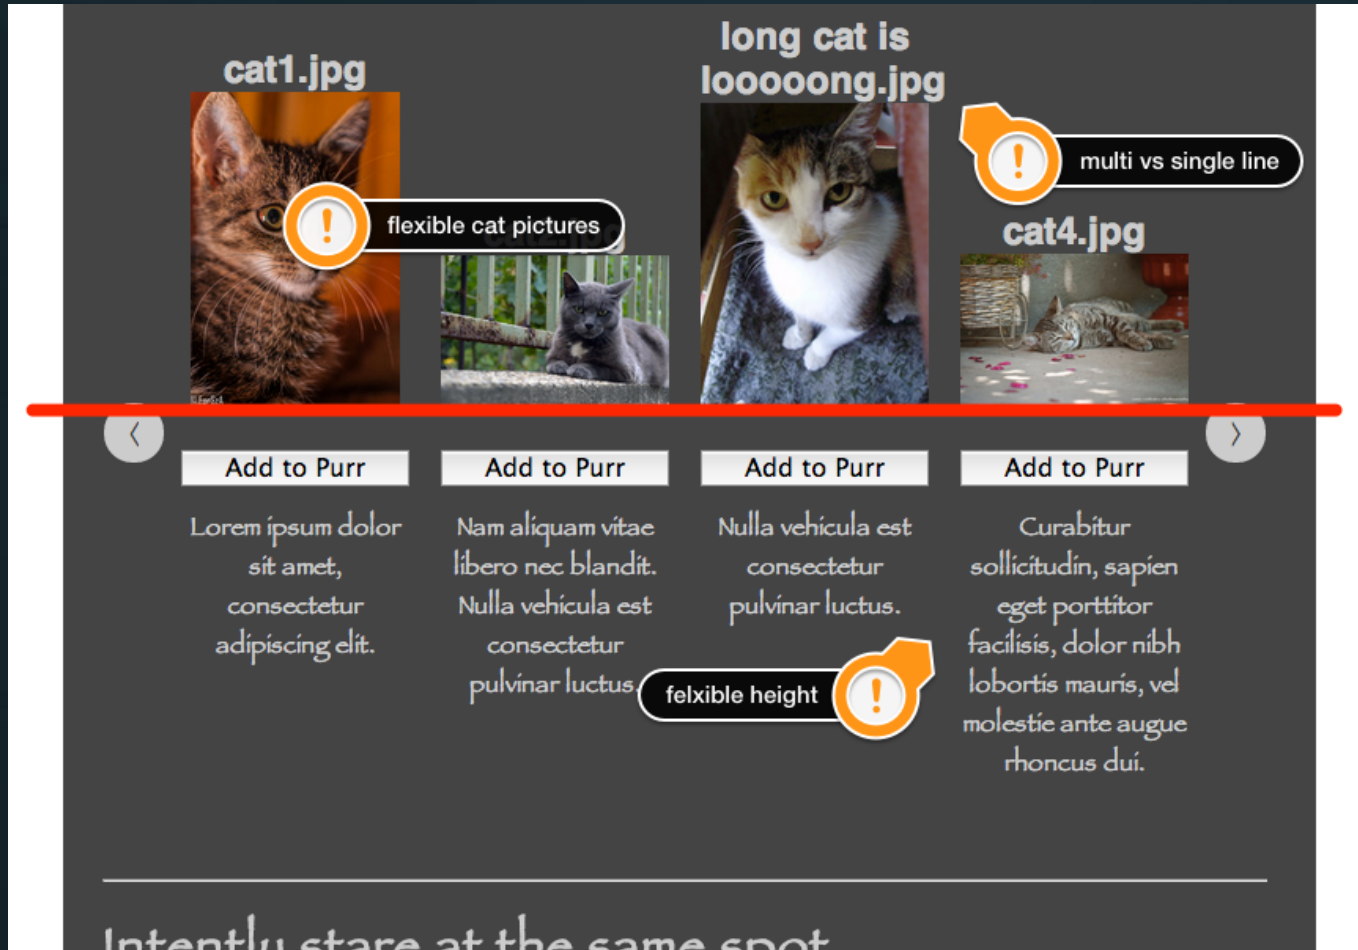 long cat is
looooong.jpg
cat1.jpg
multi vs single line
flexible cat pictures
cat2.jpg
cat4.jpg
Add to Purr
Add to Purr
Add to Purr
Add to Purr
Lorem ipsum dolor
sit amet,
consectetur
adipiscing elit.
Nam aliquam vitae
libero nec blandit.
Nulla vehicula est
consectetur
pulvinar luctus.
Nulla vehicula est
consectetur
pulvinar luctus.
Curabitur
sollicitudin, sapien
eget porttitor
facilisis, dolor nibh
lobortis mauris, vel
molestie ante augue
rhoncus dui.
felxible height
Intently stare at the same spot